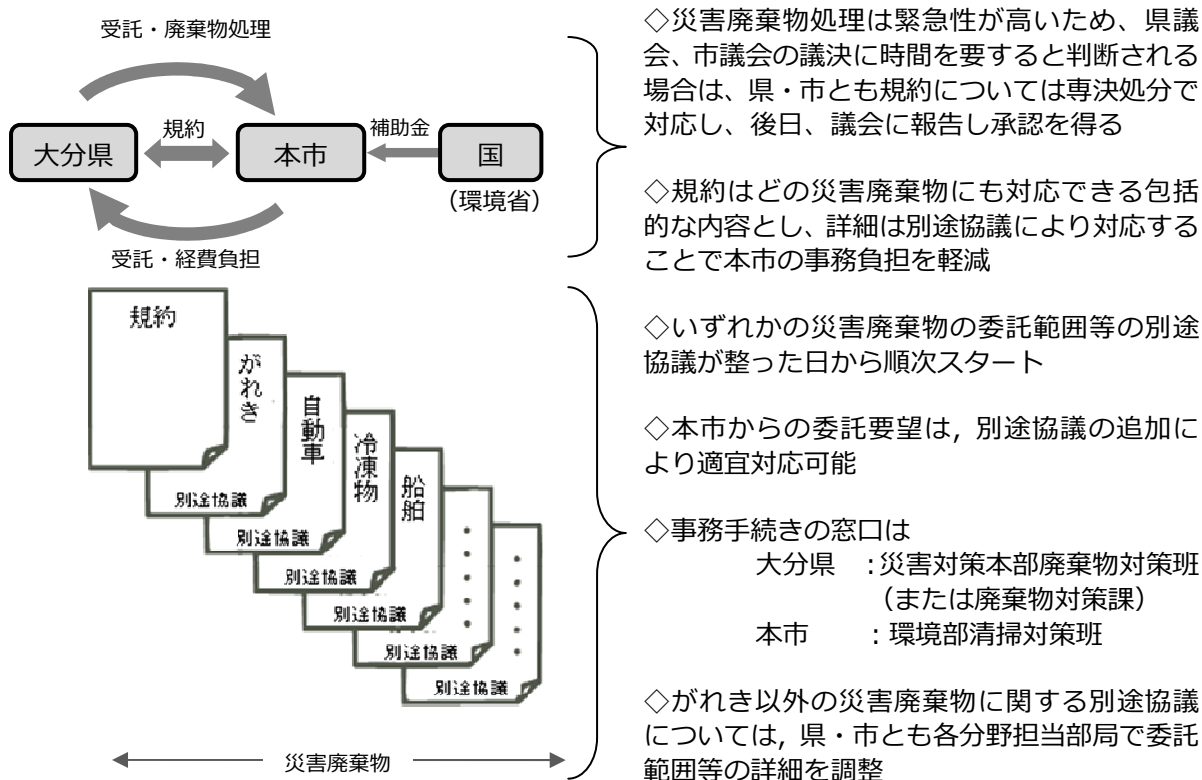 受託・廃棄物処理
大分県
規約
本市
補助金
国
(環境省)
受託・経費負担
規約
がれき
別途協議
自動車
別途協議
冷凍物
別途協議
船舶
別途協議
別途協議
別途協議
災害廃棄物
◇災害廃棄物処理は緊急性が高いため、県議
会、市議会の議決に時間を要すると判断される
場合は、県・市とも規約については専決処分で
対応し、後日、議会に報告し承認を得る
◇規約はどの災害廃棄物にも対応できる包括
的な内容とし、詳細は別途協議により対応する
ことで本市の事務負担を軽減
◇いずれかの災害廃棄物の委託範囲等の別途
協議が整った日から順次スタート
◇本市からの委託要望は, 別途協議の追加に
より適宜対応可能
◇事務手続きの窓口は
大分県 :災害対策本部廃棄物対策班
(または廃棄物対策課)
本市 :環境部清掃対策班
◇がれき以外の災害廃棄物に関する別途協議
については, 県・市とも各分野担当部局で委託
範囲等の詳細を調整